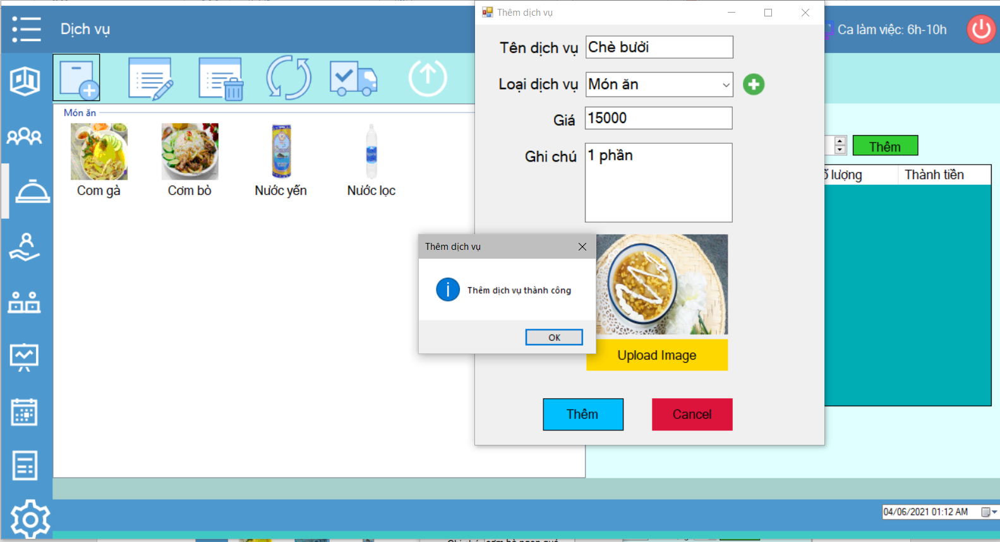 Dịch vụ
Ca làm việc: 6h-10h
Thêm dịch vụ
Tên dịch vụ
Chè bưởi
Loại dịch vụ
Món ăn
Giá
15000
Ghi chú
1 phần
Upload Image
Thêm
Cancel
Món ăn
Com gà
Cơm bò
Nước yến
Nước lọc
Thêm
lượng
Thành tiền
Thêm dịch vụ
Thêm dịch vụ thành công
OK
04/06/2021 01:12 AM